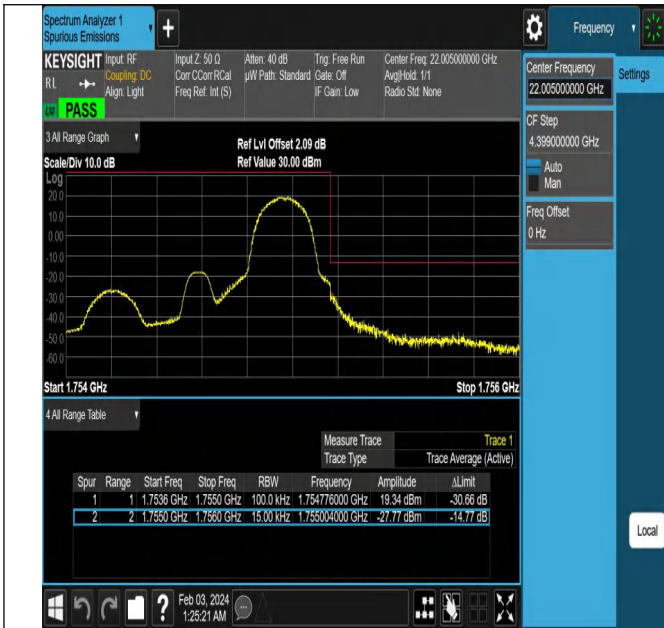 Spectrum Analyzer 1
Spurious Emissions
+
Frequency
KEYSIGHT
RL
PASS
Input: RF
Coupling: DC
Align: Light
Input Z: 50 Ω
Corr CCorr RCal
Freq Ref: Int (S)
Atten: 40 dB
µW Path: Standard
Trig: Free Run
Gate: Off
IF Gain: Low
Center Freq: 22.005000000 GHz
Avg|Hold: 1/1
Radio Std: None
Center Frequency
22.005000000 GHz
Settings
CF Step
4.399000000 GHz
Auto
Man
Freq Offset
0 Hz
3 All Range Graph
Scale/Div 10.0 dB
Ref Lvl Offset 2.09 dB
Ref Value 30.00 dBm
Log
20.0
10.0
0.00
-10.0
-20.0
-30.0
-40.0
-50.0
-60.0
Start 1.754 GHz
Stop 1.756 GHz
4 All Range Table
Measure Trace Trace 1
Trace Type Trace Average (Active)
Spur Range Start Freq Stop Freq RBW Frequency Amplitude ΔLimit
1 1 1.7536 GHz 1.7550 GHz 100.0 kHz 1.754776000 GHz 19.34 dBm -30.66 dB
2 2 1.7550 GHz 1.7560 GHz 15.00 kHz 1.755004000 GHz -27.77 dBm -14.77 dB
Local
?
Feb 03, 2024
1:25:21 AM